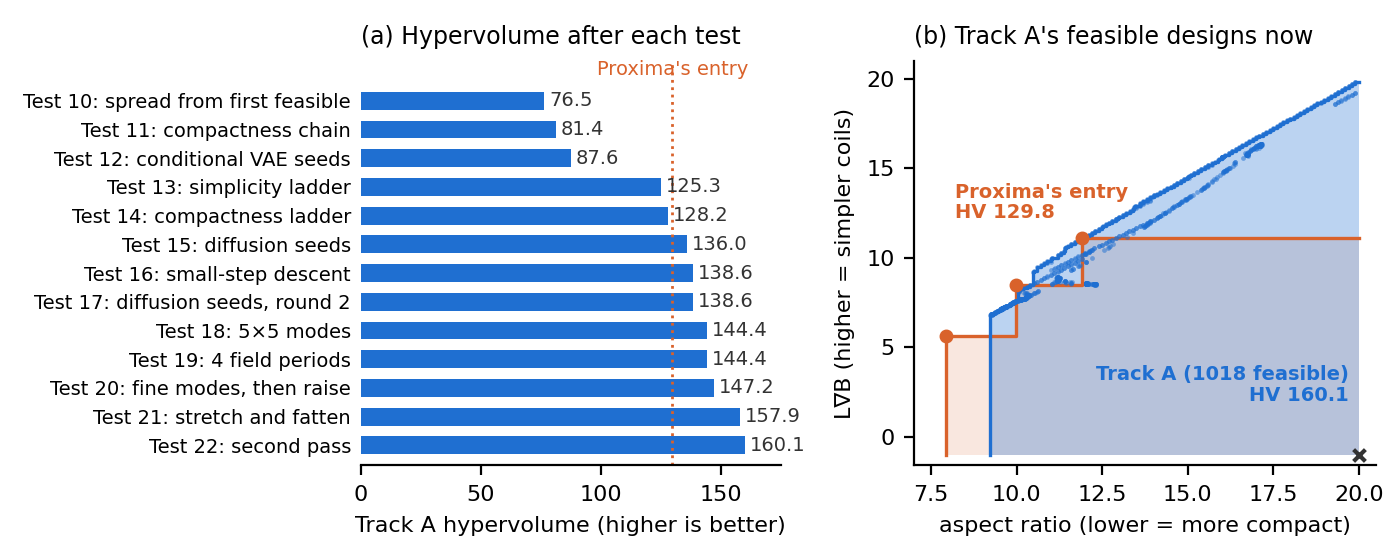 (a) Hypervolume after each test
Proxima's entry
Test 10: spread from first feasible
76.5
Test 11: compactness chain
81.4
Test 12: conditional VAE seeds
87.6
Test 13: simplicity ladder
125.3
Test 14: compactness ladder
128.2
Test 15: diffusion seeds
136.0
Test 16: small-step descent
138.6
Test 17: diffusion seeds, round 2
138.6
Test 18: 5×5 modes
144.4
Test 19: 4 field periods
144.4
Test 20: fine modes, then raise
147.2
Test 21: stretch and fatten
157.9
Test 22: second pass
160.1
0 50 100 150
Track A hypervolume (higher is better)
(b) Track A's feasible designs now
L∇B (higher = simpler coils)
20
15
10
5
0
Proxima's entry
HV 129.8
Track A (1018 feasible)
HV 160.1
7.5 10.0 12.5 15.0 17.5 20.0
aspect ratio (lower = more compact)